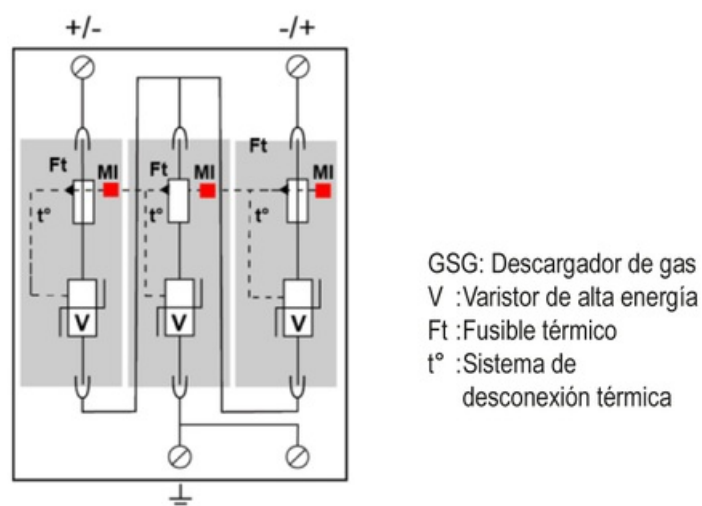 +/- -/+
Ft MI Ft MI Ft MI
t° t° t°
V V V
GSG: Descargador de gas
V :Varistor de alta energía
Ft :Fusible térmico
t° :Sistema de
desconexión térmica